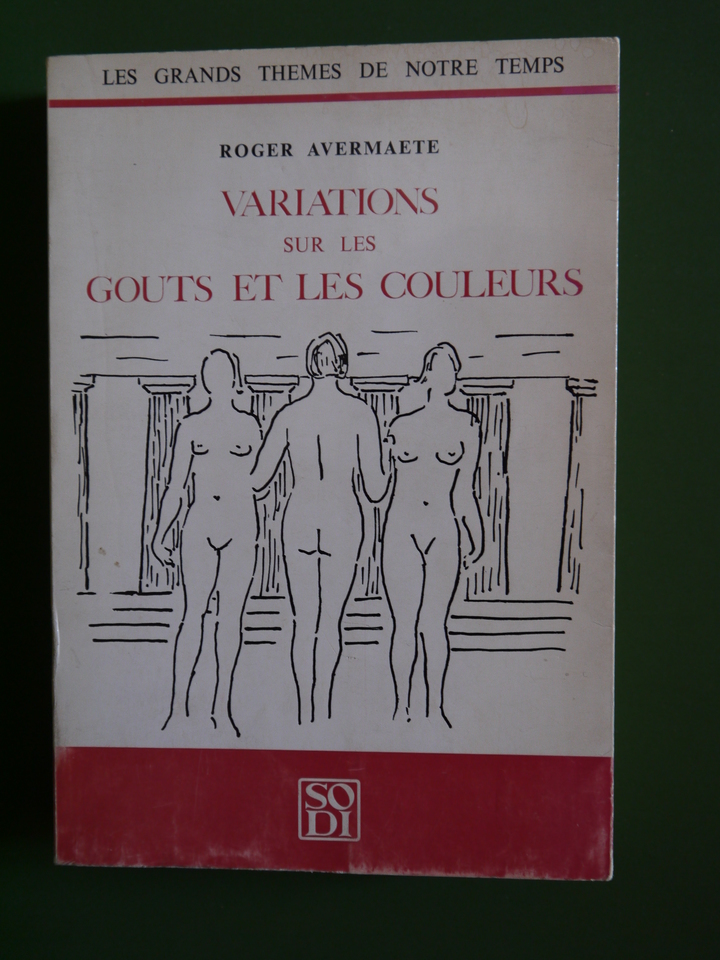 LES GRANDS THEMES DE NOTRE TEMPS
ROGER AVERMAETE
VARIATIONS
SUR LES
GOUTS ET LES COULEURS
SO
DI